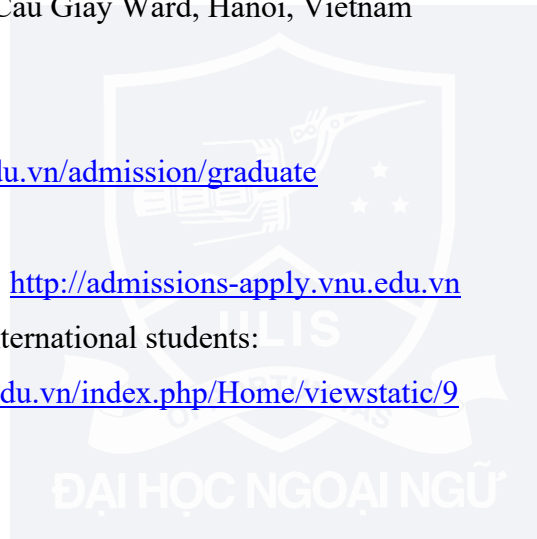 Cau Giay Ward, Hanoi, Vietnam
du.vn/admission/graduate
http://admissions-apply.vnu.edu.vn
ternational students:
ULIS
du.vn/index.php/Home/viewstatic/9
ĐẠI HỌC NGOẠI NGỮ